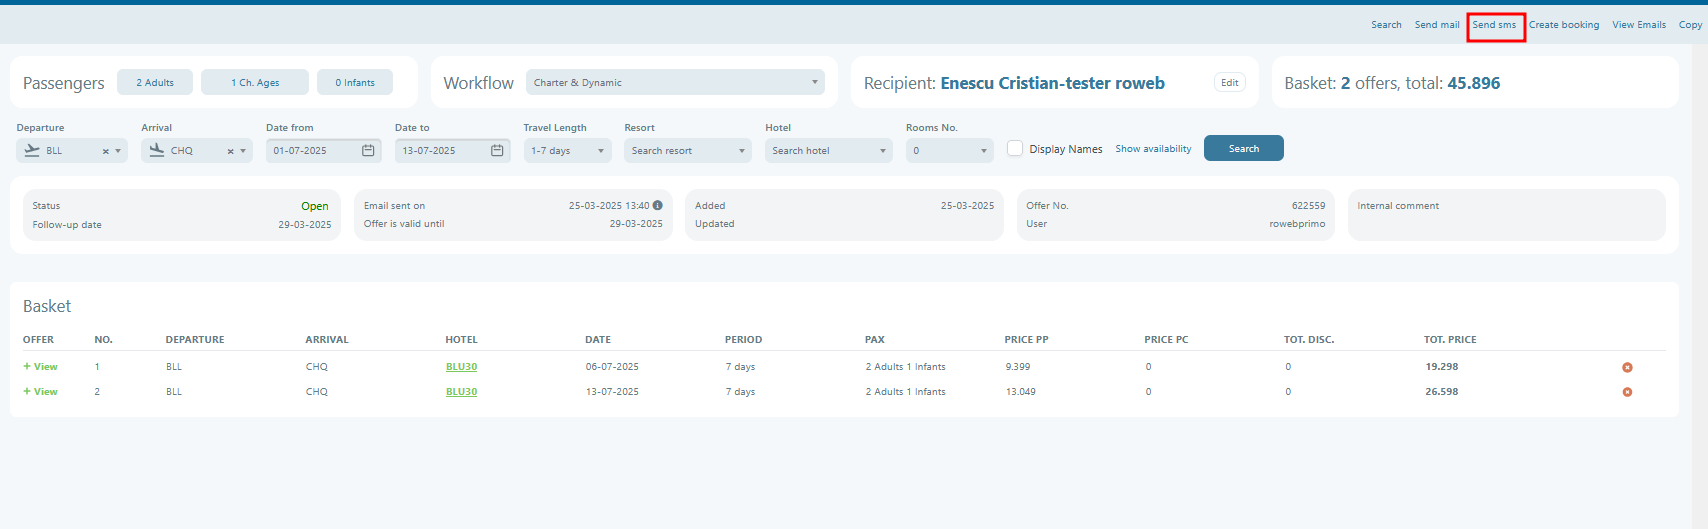 Search Send mail Send sms Create booking View Emails Copy
Passengers 2 Adults 1 Ch. Ages 0 Infants Workflow Charter & Dynamic Recipient: Enescu Cristian-tester roweb Edit Basket: 2 offers, total: 45.896
Departure Arrival Date from Date to Travel Length Resort Hotel Rooms No.
BLL CHQ 01-07-2025 13-07-2025 1-7 days Search resort Search hotel 0 Display Names Show availability Search
Status Open Email sent on 25-03-2025 13:40 Added 25-03-2025 Offer No. 622559 Internal comment
Follow-up date 29-03-2025 Offer is valid until 29-03-2025 Updated User rowebprimo
Basket
OFFER NO. DEPARTURE ARRIVAL HOTEL DATE PERIOD PAX PRICE PP PRICE PC TOT. DISC. TOT. PRICE
+ View 1 BLL CHQ BLU30 06-07-2025 7 days 2 Adults 1 Infants 9.399 0 0 19.298
+ View 2 BLL CHQ BLU30 13-07-2025 7 days 2 Adults 1 Infants 13.049 0 0 26.598